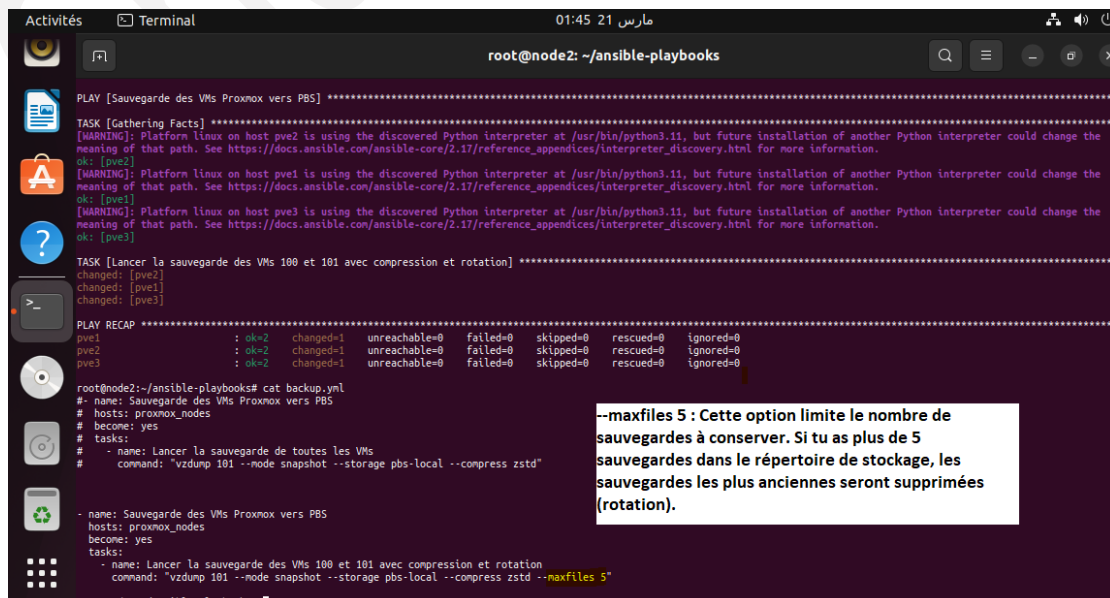 Activités Terminal 01:45 21 مارس
root@node2: ~/ansible-playbooks
PLAY [Sauvegarde des VMs Proxmox vers PBS] ****************************************************************
TASK [Gathering Facts] ****************************************************************
[WARNING]: Platform linux on host pve2 is using the discovered Python interpreter at /usr/bin/python3.11, but future installation of another Python interpreter could change the
meaning of that path. See https://docs.ansible.com/ansible-core/2.17/reference_appendices/interpreter_discovery.html for more information.
ok: [pve2]
[WARNING]: Platform linux on host pve1 is using the discovered Python interpreter at /usr/bin/python3.11, but future installation of another Python interpreter could change the
meaning of that path. See https://docs.ansible.com/ansible-core/2.17/reference_appendices/interpreter_discovery.html for more information.
ok: [pve1]
[WARNING]: Platform linux on host pve3 is using the discovered Python interpreter at /usr/bin/python3.11, but future installation of another Python interpreter could change the
meaning of that path. See https://docs.ansible.com/ansible-core/2.17/reference_appendices/interpreter_discovery.html for more information.
ok: [pve3]
TASK [Lancer la sauvegarde des VMs 100 et 101 avec compression et rotation] ****************************************************************
changed: [pve2]
changed: [pve1]
changed: [pve3]
PLAY RECAP ****************************************************************
pve1 : ok=2 changed=1 unreachable=0 failed=0 skipped=0 rescued=0 ignored=0
pve2 : ok=2 changed=1 unreachable=0 failed=0 skipped=0 rescued=0 ignored=0
pve3 : ok=2 changed=1 unreachable=0 failed=0 skipped=0 rescued=0 ignored=0
root@node2:~/ansible-playbooks# cat backup.yml
#- name: Sauvegarde des VMs Proxmox vers PBS
# hosts: proxmox_nodes
# become: yes
# tasks:
# - name: Lancer la sauvegarde de toutes les VMs
# command: "vzdump 101 --mode snapshot --storage pbs-local --compress zstd"
- name: Sauvegarde des VMs Proxmox vers PBS
hosts: proxmox_nodes
become: yes
tasks:
- name: Lancer la sauvegarde des VMs 100 et 101 avec compression et rotation
command: "vzdump 101 --mode snapshot --storage pbs-local --compress zstd --maxfiles 5"
--maxfiles 5 : Cette option limite le nombre de
sauvegardes à conserver. Si tu as plus de 5
sauvegardes dans le répertoire de stockage, les
sauvegardes les plus anciennes seront supprimées
(rotation).